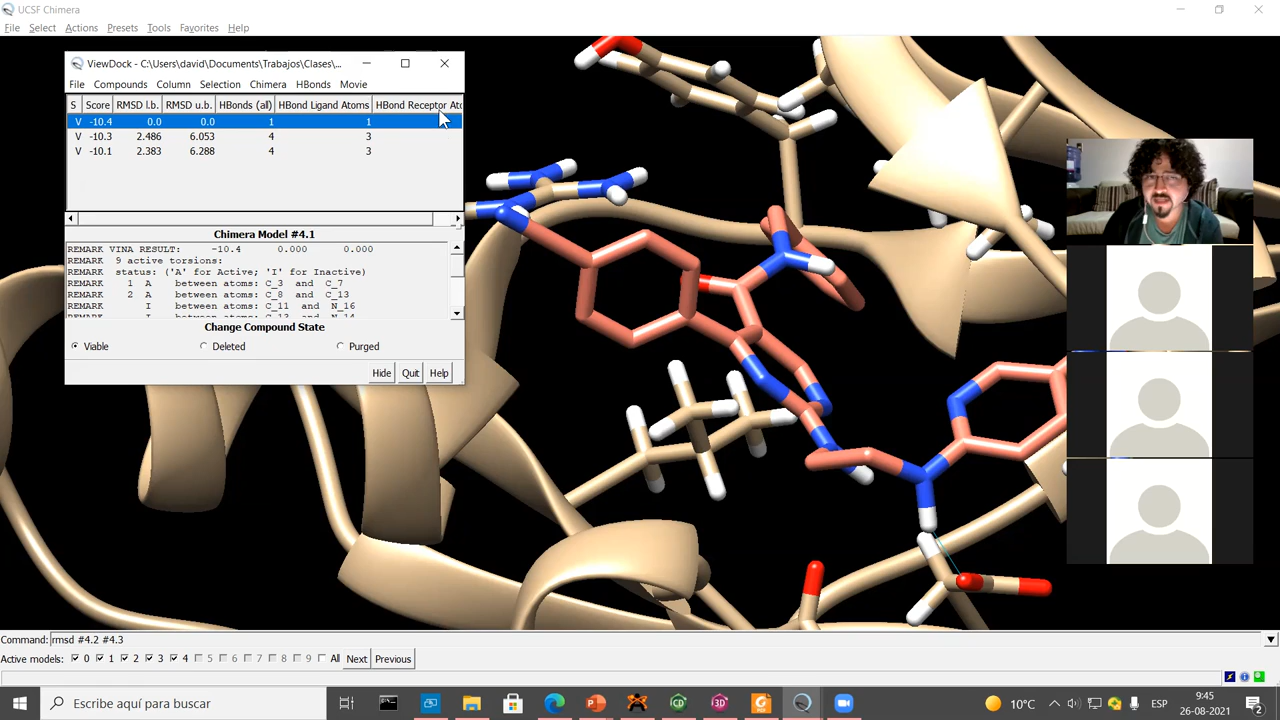 UCSF Chimera
File Select Actions Presets Tools Favorites Help
ViewDock - C:\Users\david\Documents\Trabajos\Clases\,...
File Compounds Column Selection Chimera HBonds Movie
S Score RMSD l.b. RMSD u.b. HBonds (all) HBond Ligand Atoms HBond Receptor Ato
V -10.4 0.0 0.0 1 1
V -10.3 2.486 6.053 4 3
V -10.1 2.383 6.288 4 3
Chimera Model #4.1
REMARK VINA RESULT: -10.4 0.000 0.000
REMARK 9 active torsions:
REMARK status: ('A' for Active; 'I' for Inactive)
REMARK 1 A between atoms: C_3 and C_7
REMARK 2 A between atoms: C_8 and C_13
REMARK I between atoms: C_11 and N_16
REMARK I between atoms: C_13 and N_14
Change Compound State
Viable Deleted Purged
Hide Quit Help
Command: rmsd #4.2 #4.3
Active models: 0 1 2 3 4 5 6 7 8 9 All Next Previous
Escribe aquí para buscar
10°C
ESP
9:45
26-08-2021
2